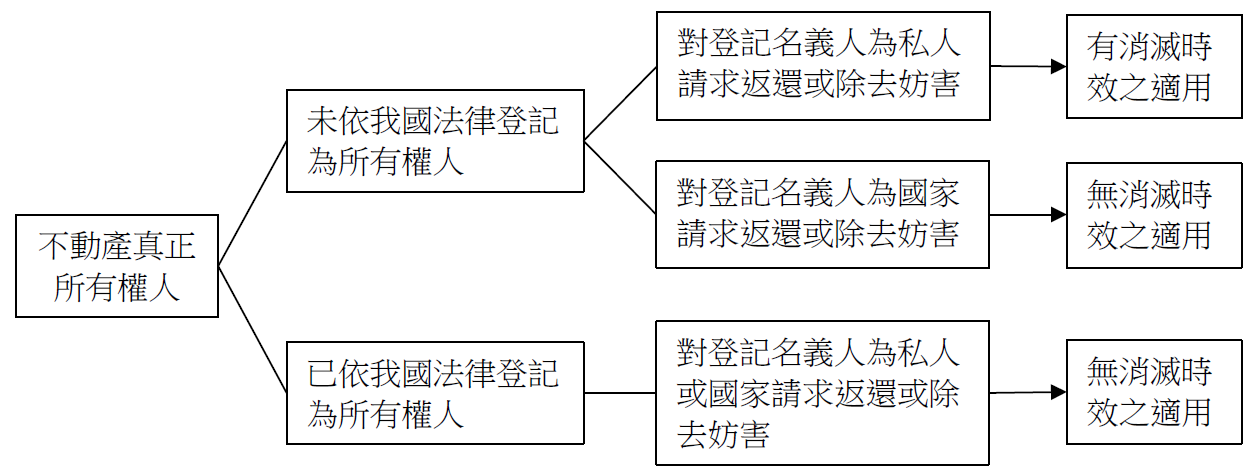 不動產真正
所有權人
未依我國法律登記
為所有權人
對登記名義人為私人
請求返還或除去妨害
有消滅時
效之適用
對登記名義人為國家
請求返還或除去妨害
無消滅時
效之適用
已依我國法律登記
為所有權人
對登記名義人為私人
或國家請求返還或除
去妨害
無消滅時
效之適用